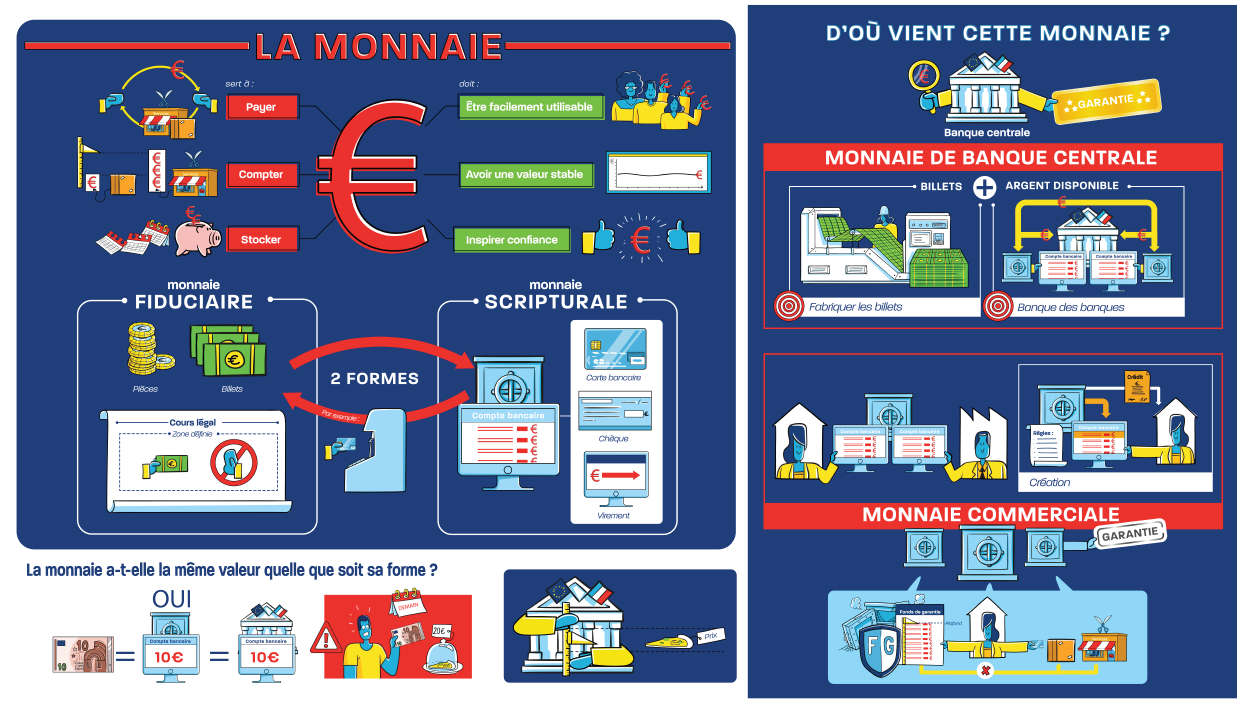 LA MONNAIE
sert à :
Payer
Compter
Stocker
€
doit :
Être facilement utilisable
Avoir une valeur stable
Inspirer confiance
monnaie
FIDUCIAIRE
Pièces
Billets
Cours légal
Zone définie
2 FORMES
Par exemple :
monnaie
SCRIPTURALE
Compte bancaire
Carte bancaire
Chèque
Virement
La monnaie a-t-elle la même valeur quelle que soit sa forme ?
OUI
10
=
Compte bancaire
10€
=
Compte bancaire
10€
DEMAIN
10
20€
Prix
D'OÙ VIENT CETTE MONNAIE ?
GARANTIE
Banque centrale
MONNAIE DE BANQUE CENTRALE
BILLETS
+
ARGENT DISPONIBLE
Compte bancaire
Compte bancaire
Fabriquer les billets
Banque des banques
Compte bancaire
Compte bancaire
Crédit
Règles :
Compte bancaire
Création
MONNAIE COMMERCIALE
GARANTIE
Fonds de garantie
Plafond
FG